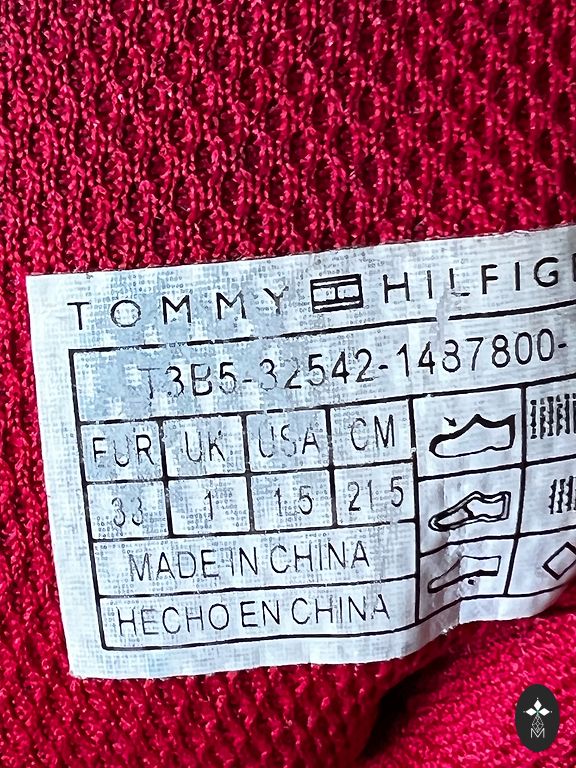 TOMMY HILFIG
T3B5-32542-1487800-
EUR UK USA CM
33 1 1.5 21.5
MADE IN CHINA
HECHO EN CHINA
M